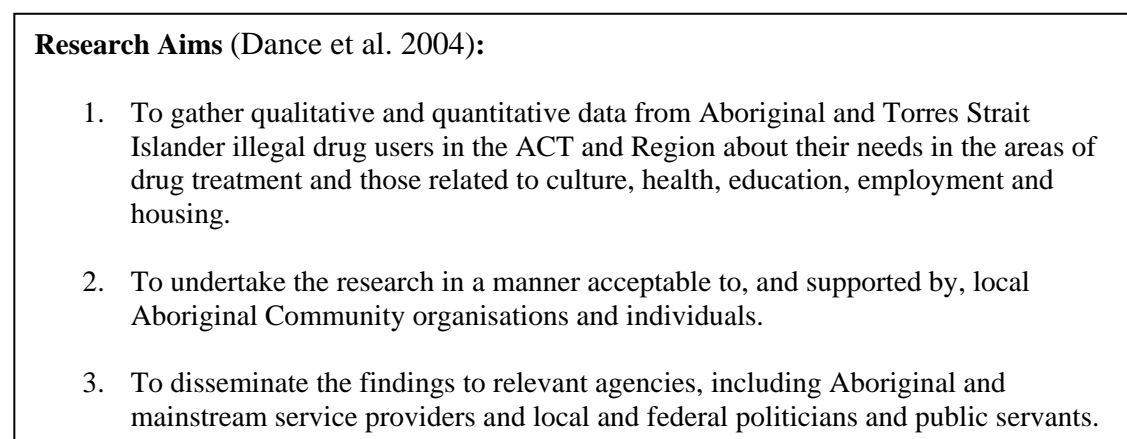 Research Aims (Dance et al. 2004):
1. To gather qualitative and quantitative data from Aboriginal and Torres Strait
Islander illegal drug users in the ACT and Region about their needs in the areas of
drug treatment and those related to culture, health, education, employment and
housing.
2. To undertake the research in a manner acceptable to, and supported by, local
Aboriginal Community organisations and individuals.
3. To disseminate the findings to relevant agencies, including Aboriginal and
mainstream service providers and local and federal politicians and public servants.